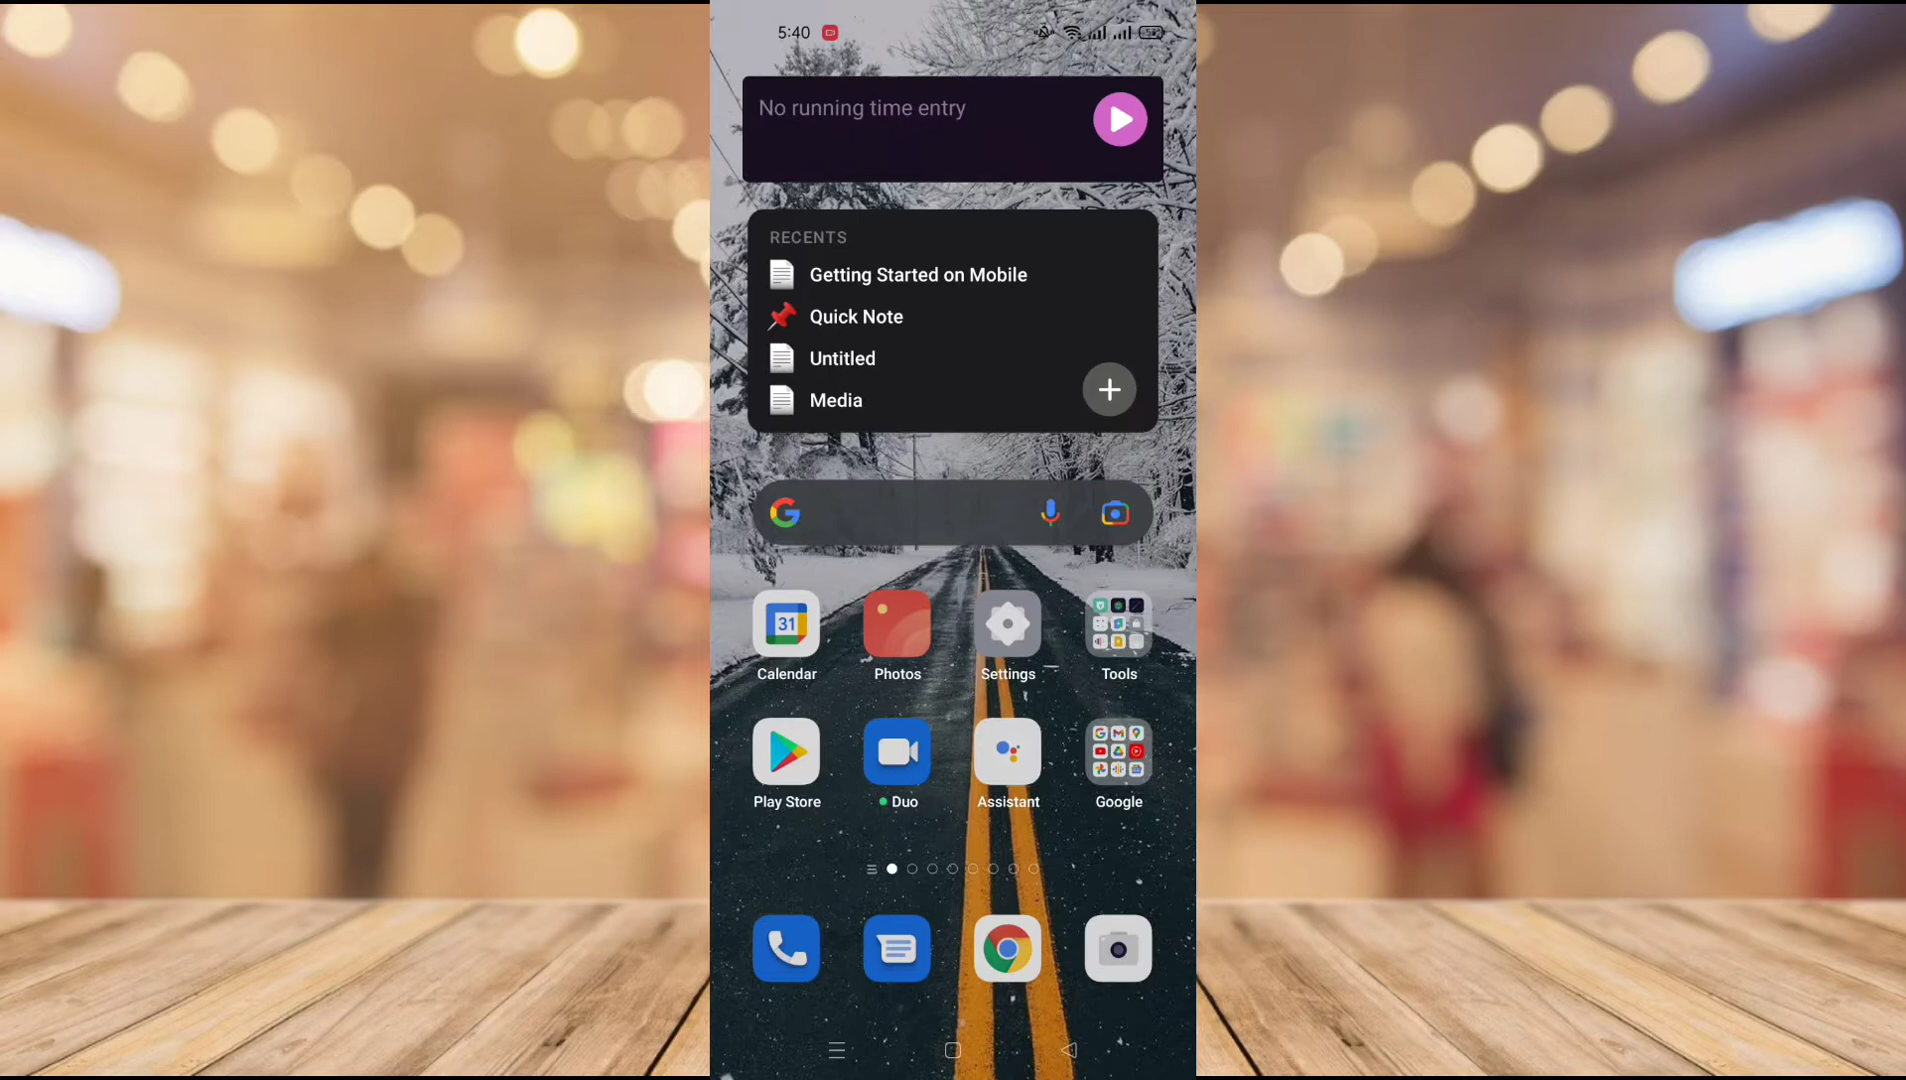 5:40
No running time entry
RECENTS
Getting Started on Mobile
Quick Note
Untitled
Media
31
Calendar
Photos
Settings
Tools
Play Store
Duo
Assistant
Google